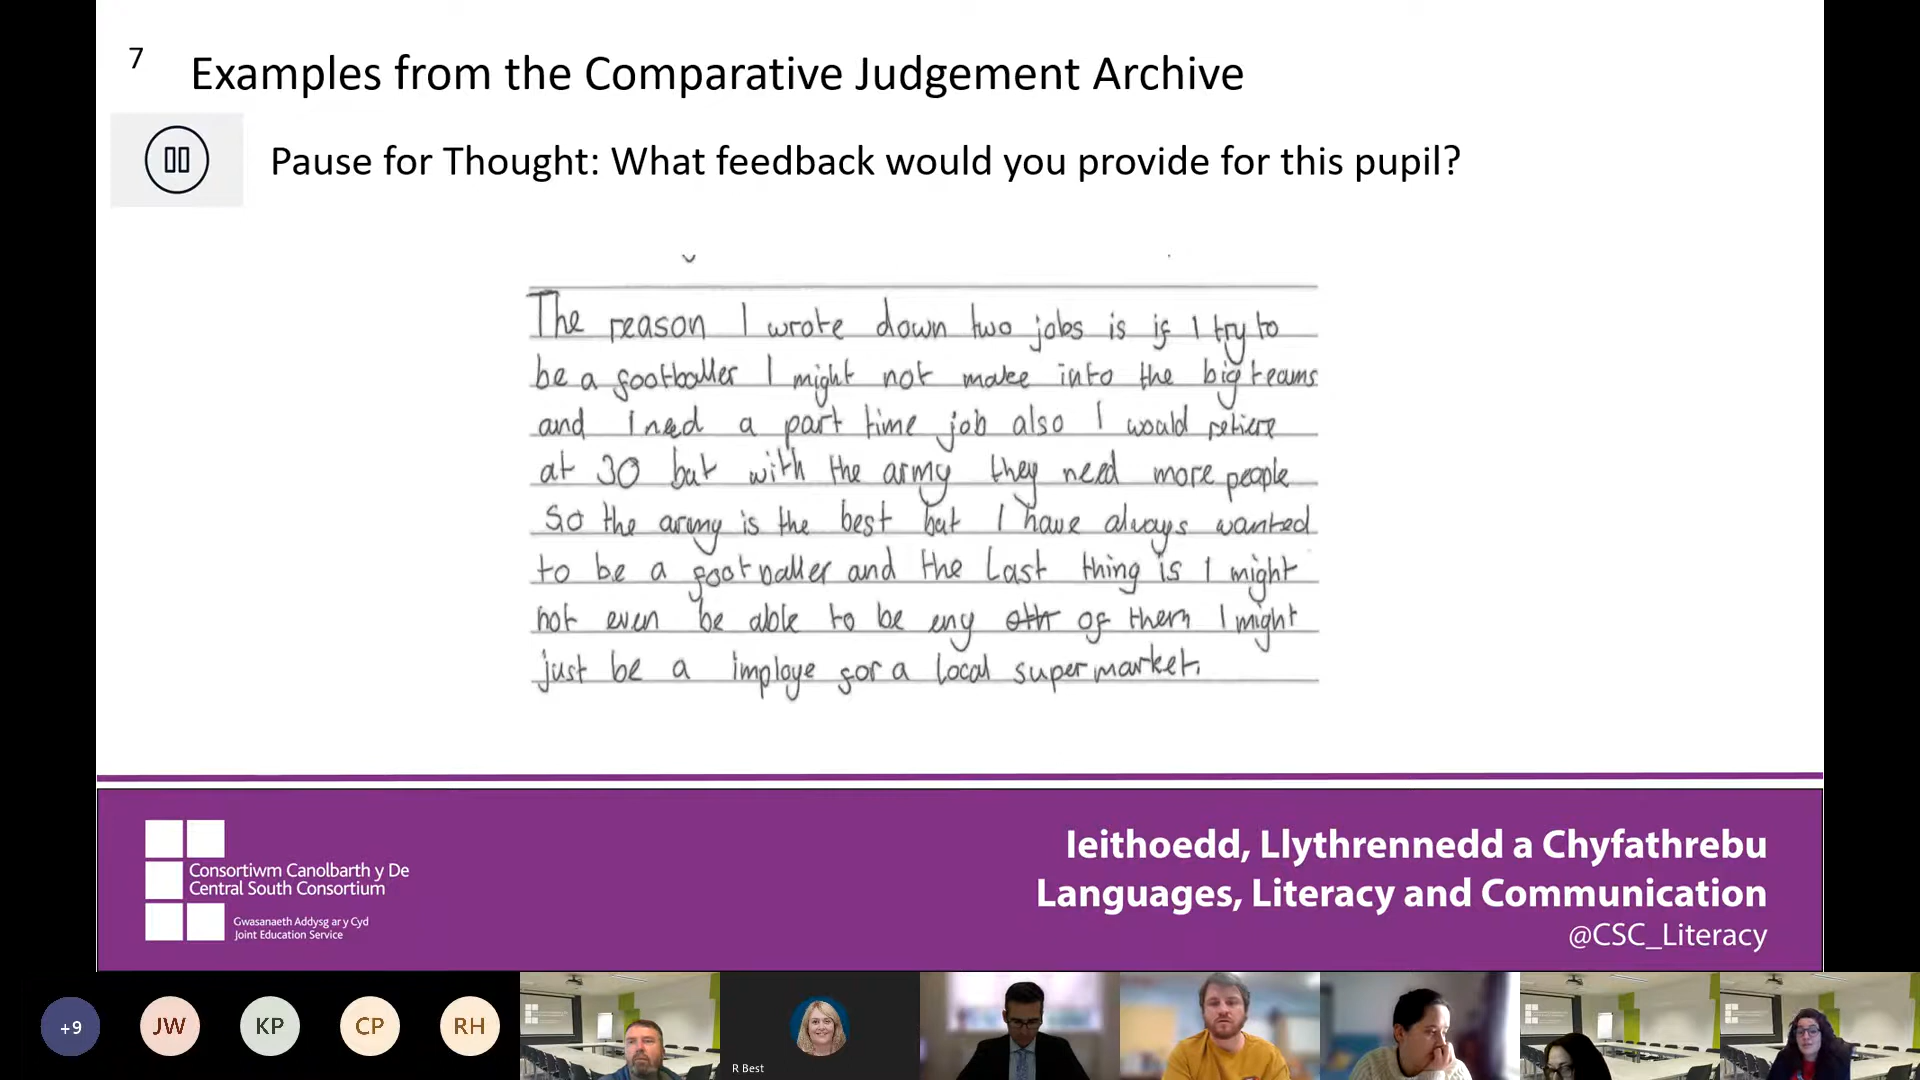 7
Examples from the Comparative Judgement Archive
Pause for Thought: What feedback would you provide for this pupil?
The reason I wrote down two jobs is if I try to
be a footballer I might not make into the big teams
and I need a part time job also I would retiere
at 30 but with the army they need more people
So the army is the best but I have always wanted
to be a footballer and the last thing is I might
not even be able to be eny oth of them I might
just be a imploye for a local supermarket.
Consortiwm Canolbarth y De
Central South Consortium
Gwasanaeth Addysg ar y Cyd
Joint Education Service
Ieithoedd, Llythrennedd a Chyfathrebu
Languages, Literacy and Communication
@CSC_Literacy
+9
JW
KP
CP
RH
R Best